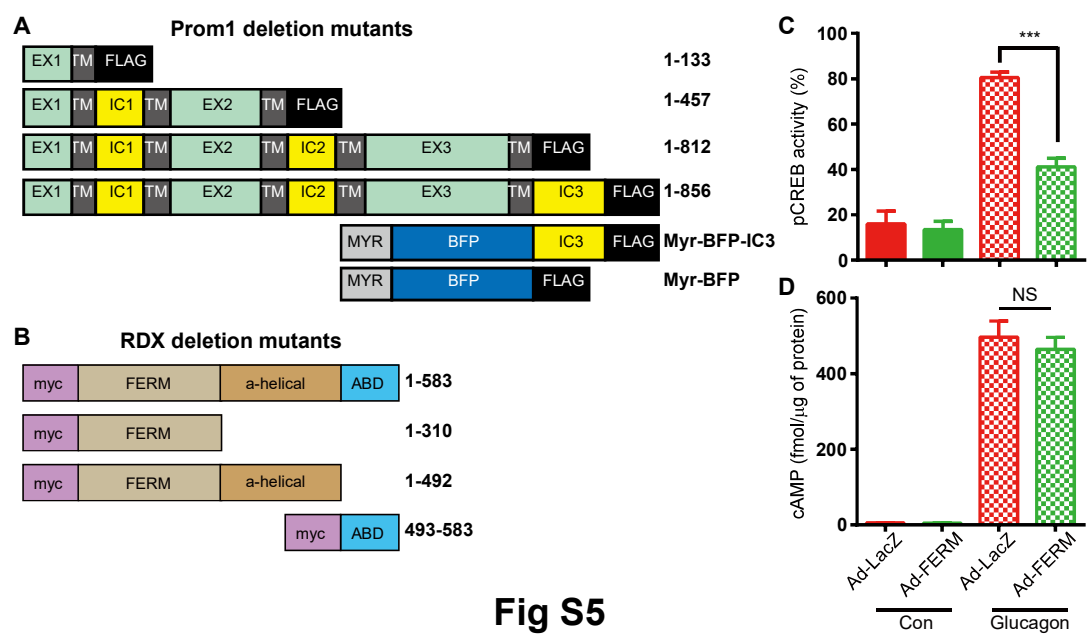 A
Prom1 deletion mutants
EX1 TM FLAG 1-133
EX1 TM IC1 TM EX2 TM FLAG 1-457
EX1 TM IC1 TM EX2 TM IC2 TM EX3 TM FLAG 1-812
EX1 TM IC1 TM EX2 TM IC2 TM EX3 TM IC3 FLAG 1-856
MYR BFP IC3 FLAG Myr-BFP-IC3
MYR BFP FLAG Myr-BFP
B
RDX deletion mutants
myc FERM a-helical ABD 1-583
myc FERM 1-310
myc FERM a-helical 1-492
myc ABD 493-583
C
pCREB activity (%)
100
80
60
40
20
0
***
D
cAMP (fmol/µg of protein)
600
400
200
0
NS
Ad-LacZ Ad-FERM Ad-LacZ Ad-FERM
Con Glucagon
Fig S5